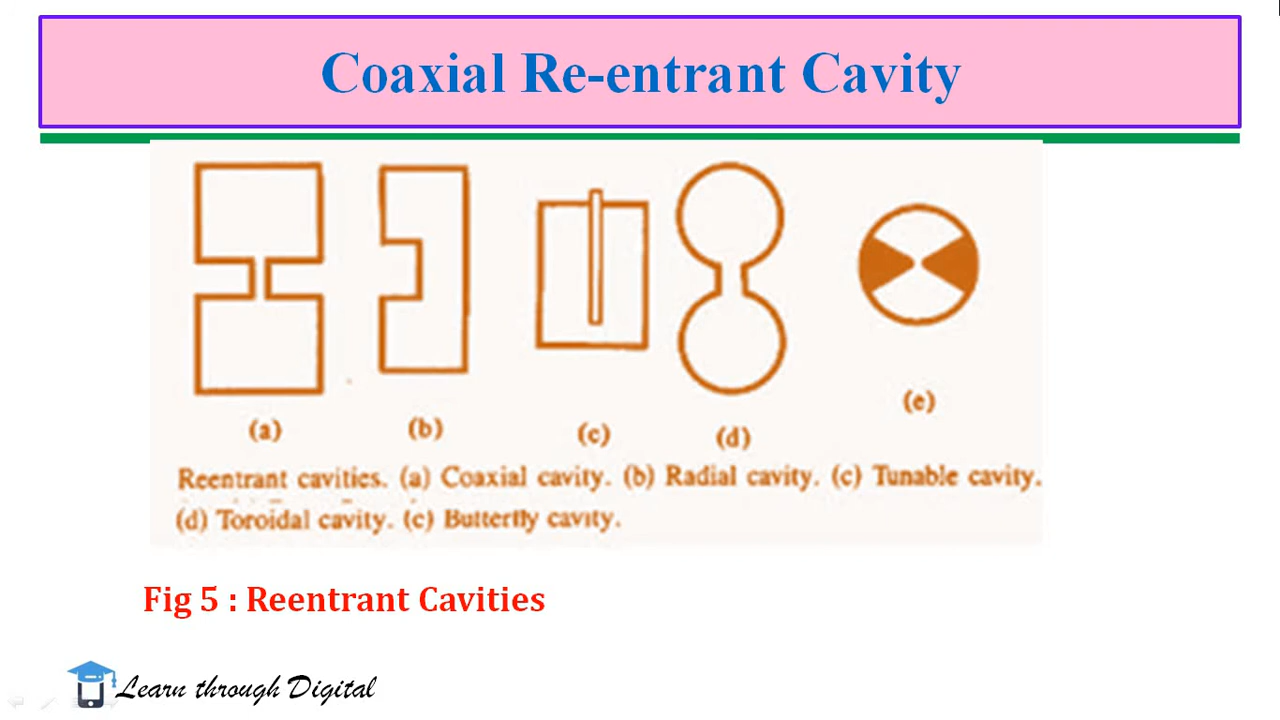 Coaxial Re-entrant Cavity
(a) (b) (c) (d) (e)
Reentrant cavities. (a) Coaxial cavity. (b) Radial cavity. (c) Tunable cavity.
(d) Toroidal cavity. (c) Butterfly cavity.
Fig 5 : Reentrant Cavities
Learn through Digital